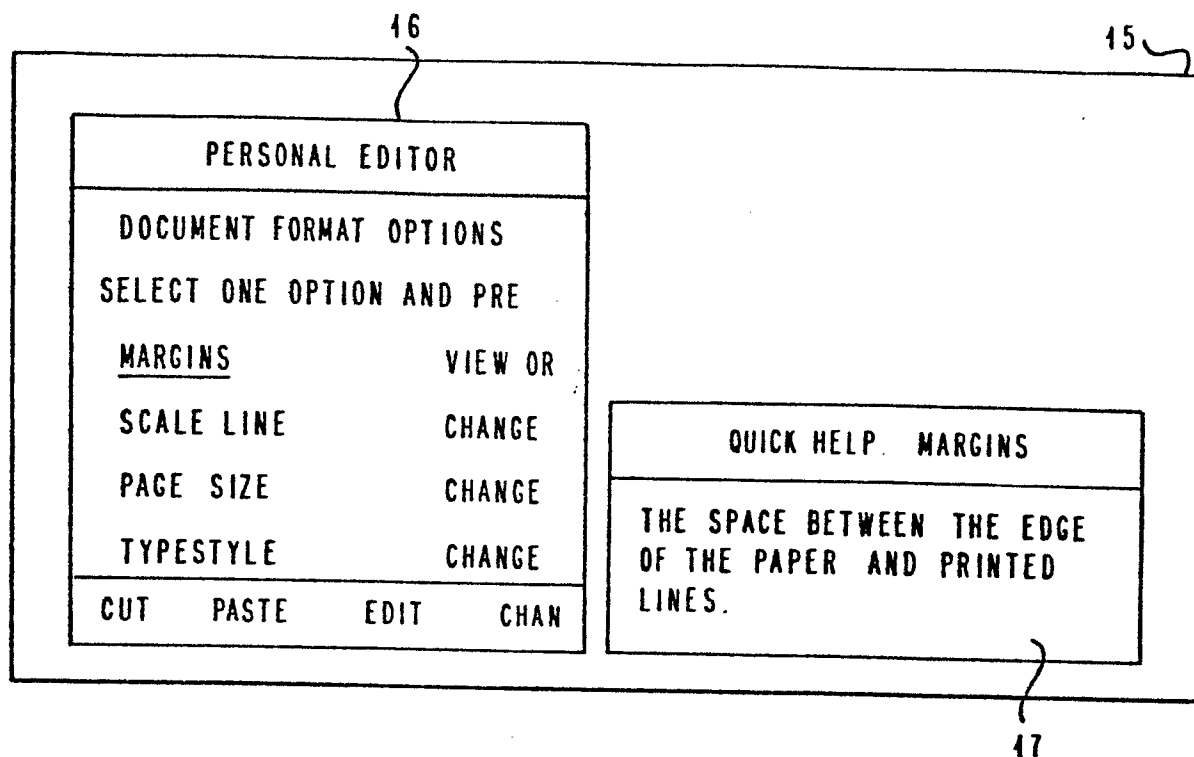 16
15
PERSONAL EDITOR
DOCUMENT FORMAT OPTIONS
SELECT ONE OPTION AND PRE
MARGINS VIEW OR
SCALE LINE CHANGE
PAGE SIZE CHANGE
TYPESTYLE CHANGE
CUT PASTE EDIT CHAN
QUICK HELP. MARGINS
THE SPACE BETWEEN THE EDGE
OF THE PAPER AND PRINTED
LINES.
17